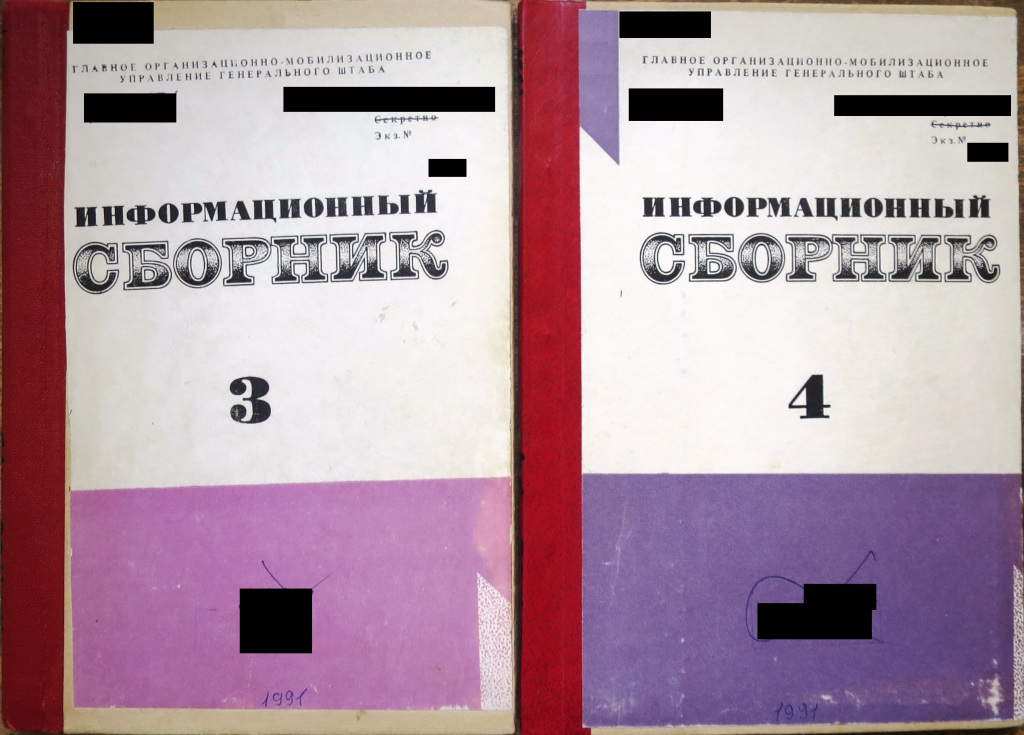 ГЛАВНОЕ ОРГАНИЗАЦИОННО-МОБИЛИЗАЦИОННОЕ
УПРАВЛЕНИЕ ГЕНЕРАЛЬНОГО ШТАБА
Секретно
Экз. №
ИНФОРМАЦИОННЫЙ
СБОРНИК
3
1991
ГЛАВНОЕ ОРГАНИЗАЦИОННО-МОБИЛИЗАЦИОННОЕ
УПРАВЛЕНИЕ ГЕНЕРАЛЬНОГО ШТАБА
Секретно
Экз. №
ИНФОРМАЦИОННЫЙ
СБОРНИК
4
1991